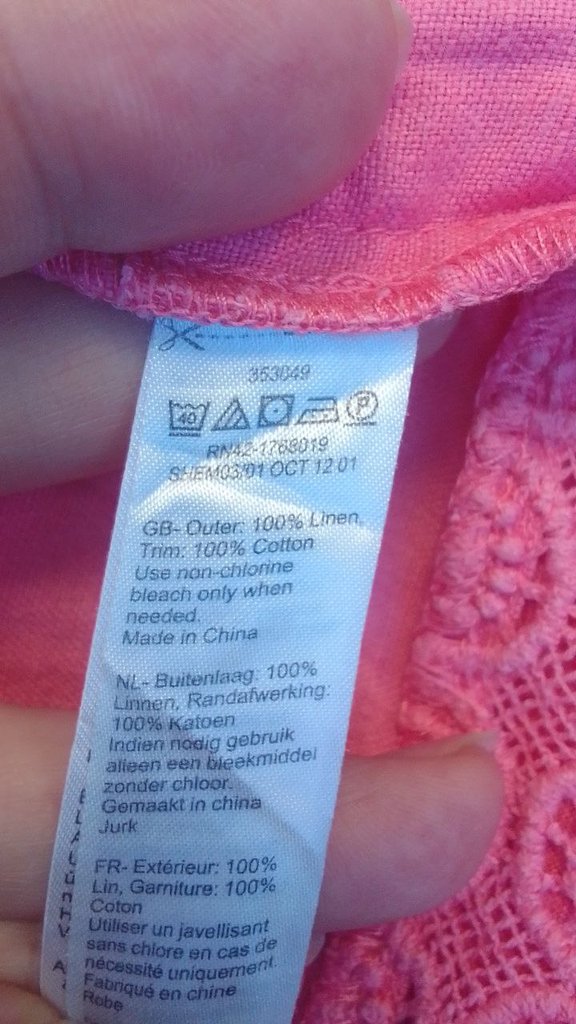 353049
40 P
RN42-1768019
SHEM03/01 OCT 12 01
GB- Outer: 100% Linen,
Trim: 100% Cotton
Use non-chlorine
bleach only when
needed.
Made in China
NL- Buitenlaag: 100%
Linnen, Randafwerking:
100% Katoen
Indien nodig gebruik
alleen een bleekmiddel
zonder chloor.
Gemaakt in china
Jurk
FR- Extérieur: 100%
Lin, Garniture: 100%
Coton
Utiliser un javellisant
sans chlore en cas de
nécessité uniquement.
Fabriqué en chine
Robe